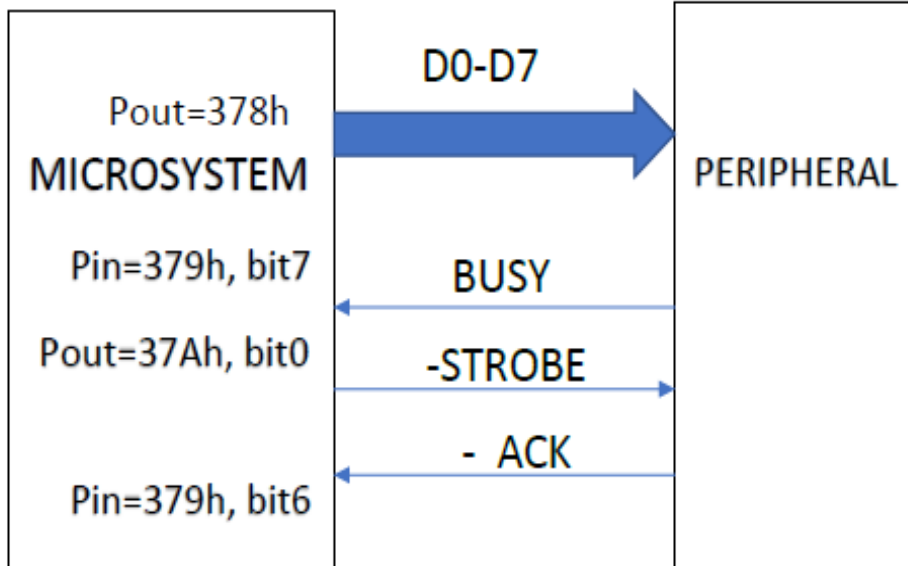 D0-D7
Pout=378h
MICROSYSTEM
PERIPHERAL
Pin=379h, bit7
BUSY
Pout=37Ah, bit0
-STROBE
- ACK
Pin=379h, bit6